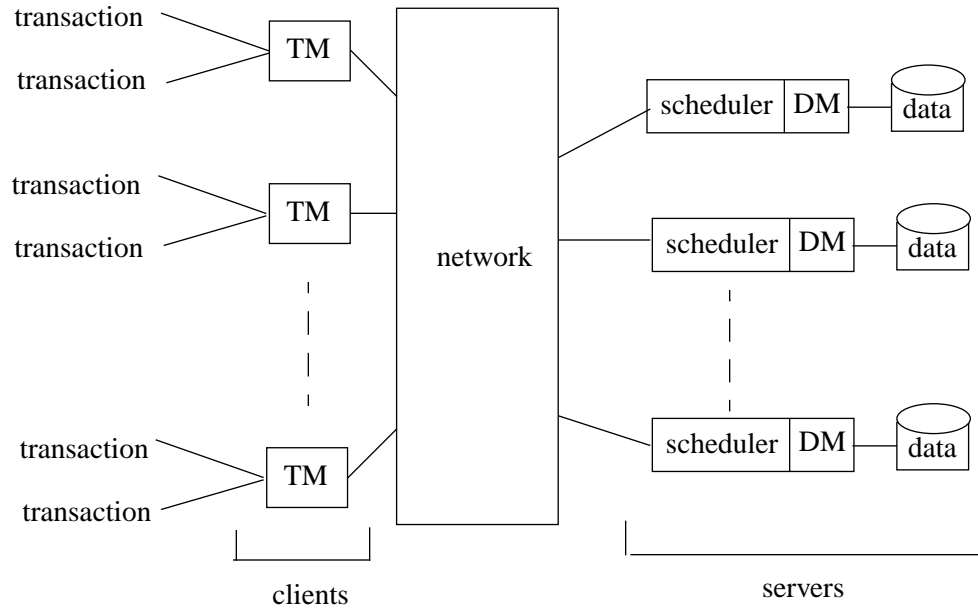 transaction
TM
transaction
scheduler DM
data
transaction
TM
transaction
scheduler DM
data
network
transaction
TM
transaction
scheduler DM
data
clients
servers